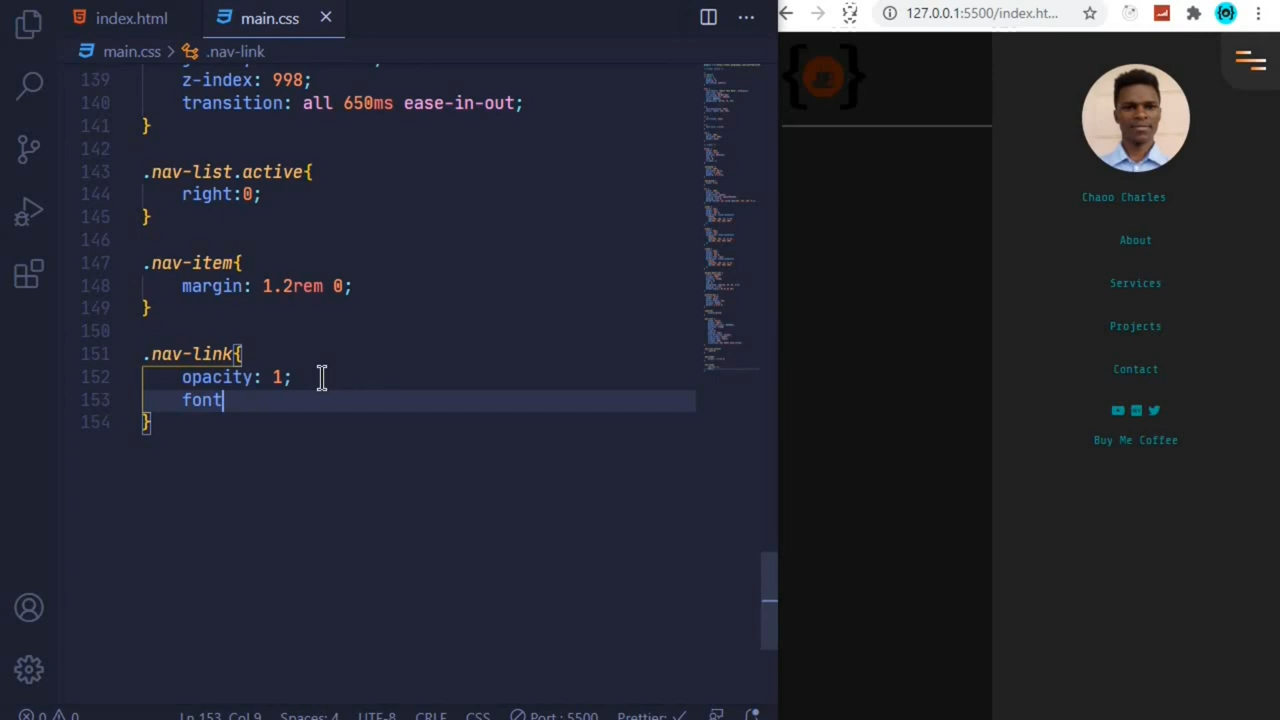 index.html
main.css
127.0.0.1:5500/index.ht...
main.css > .nav-link
139 z-index: 998;
140 transition: all 650ms ease-in-out;
141 }
142
143 .nav-list.active{
144 right:0;
145 }
146
147 .nav-item{
148 margin: 1.2rem 0;
149 }
150
151 .nav-link{
152 opacity: 1;
153 font
154 }
Chaoo Charles
About
Services
Projects
Contact
Buy Me Coffee
0 0 Ln 153, Col 9 Spaces: 4 UTF-8 CRLF CSS Port : 5500 Prettier: ✓